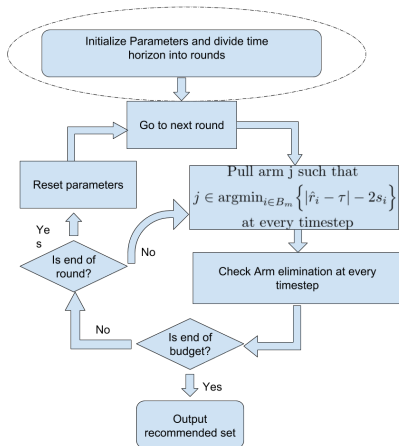 Initialize Parameters and divide time
horizon into rounds
Go to next round
Reset parameters
Pull arm j such that
j ∈ argmin_{i∈B_m} { |r̂_i − τ| − 2s_i }
at every timestep
Ye
s
No
Is end of
round?
Check Arm elimination at every
timestep
No
Is end of
budget?
Yes
Output
recommended set